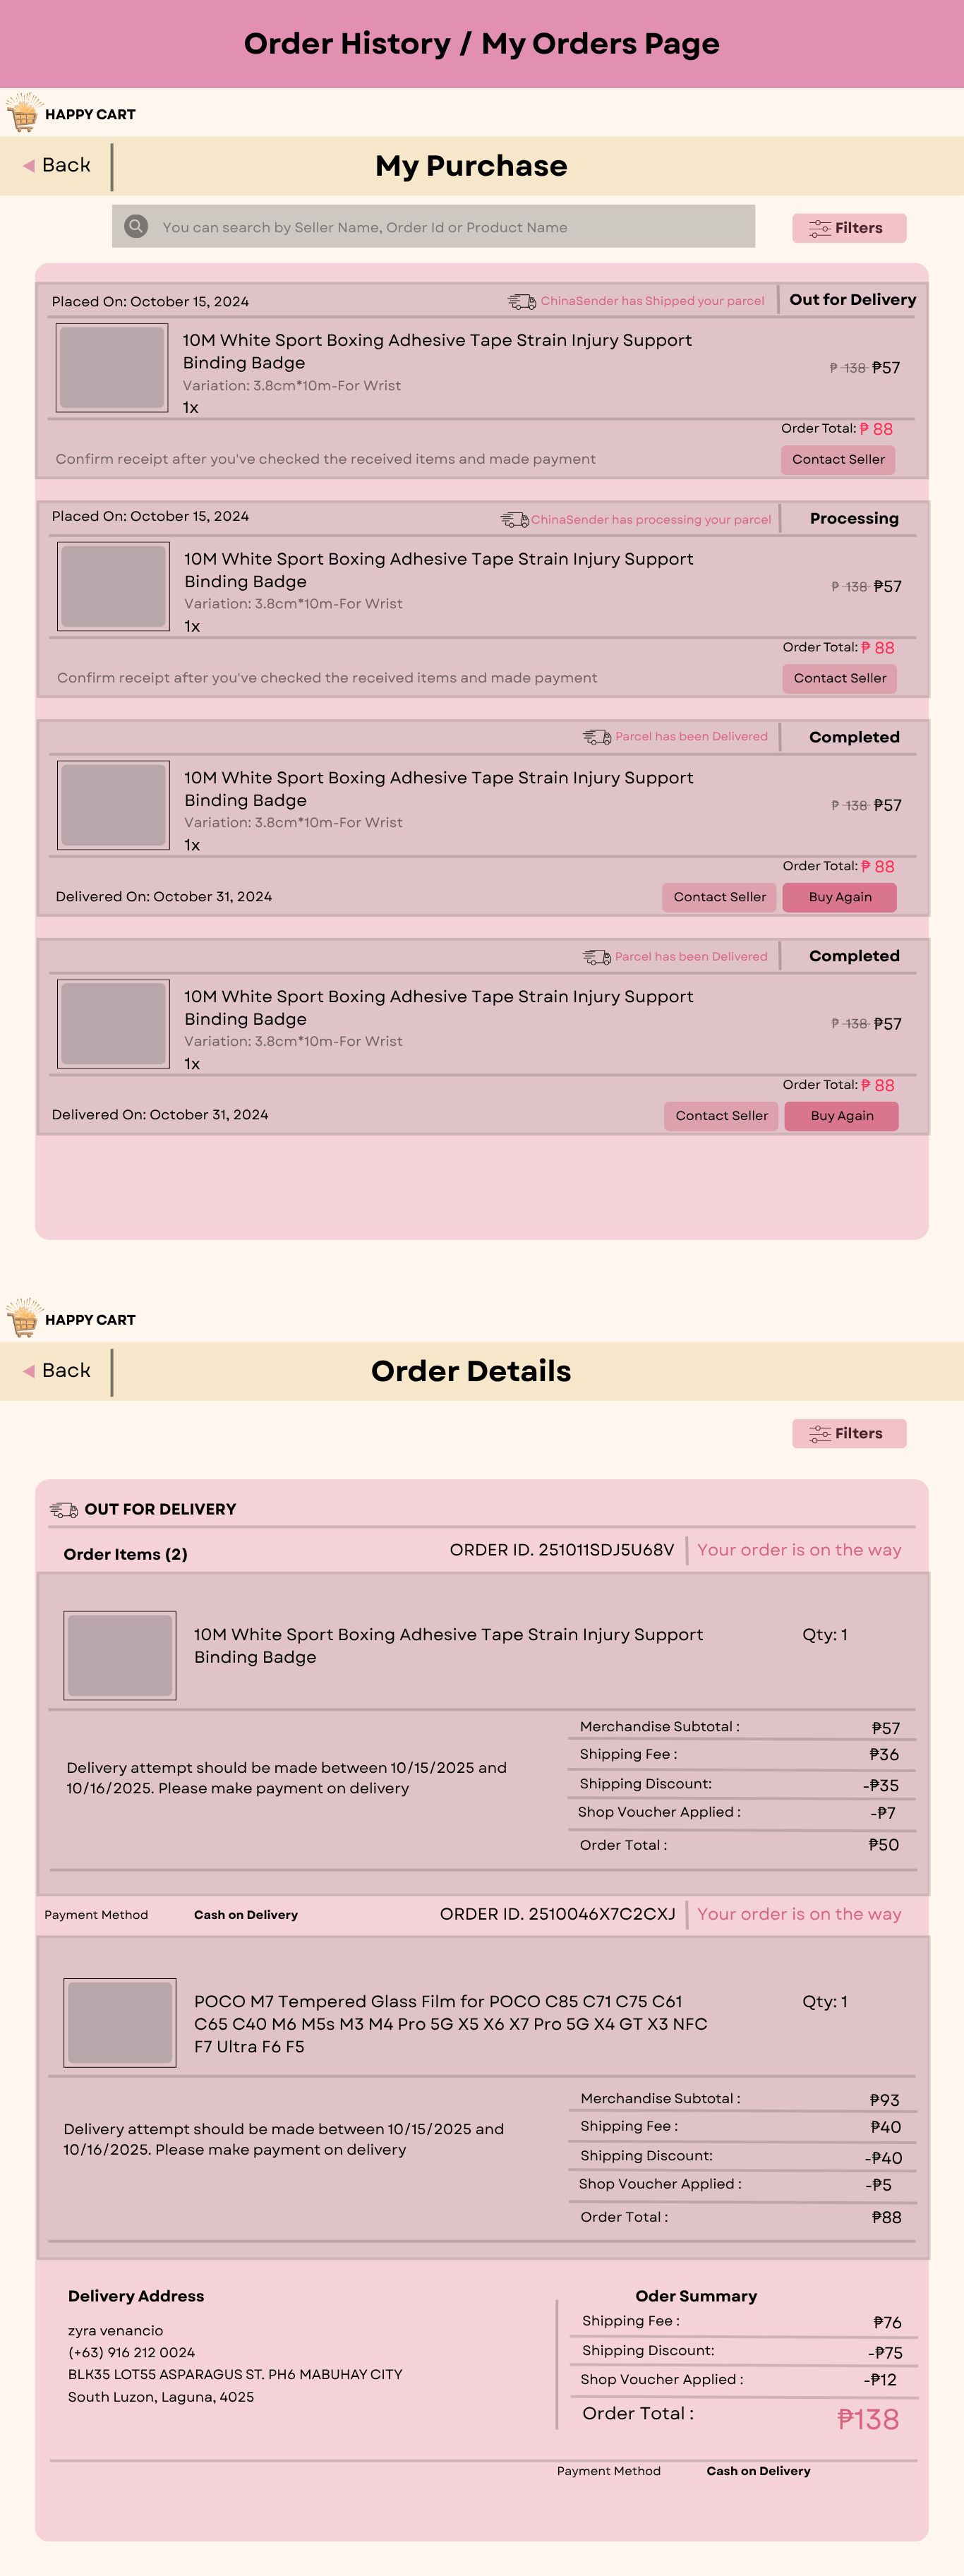 Order History / My Orders Page
HAPPY CART
Back
My Purchase
You can search by Seller Name, Order Id or Product Name
Filters
Placed On: October 15, 2024
ChinaSender has Shipped your parcel
Out for Delivery
10M White Sport Boxing Adhesive Tape Strain Injury Support
Binding Badge
Variation: 3.8cm*10m-For Wrist
1x
₱ 138 ₱57
Order Total: ₱ 88
Confirm receipt after you've checked the received items and made payment
Contact Seller
Placed On: October 15, 2024
ChinaSender has processing your parcel
Processing
10M White Sport Boxing Adhesive Tape Strain Injury Support
Binding Badge
Variation: 3.8cm*10m-For Wrist
1x
₱ 138 ₱57
Order Total: ₱ 88
Confirm receipt after you've checked the received items and made payment
Contact Seller
Parcel has been Delivered
Completed
10M White Sport Boxing Adhesive Tape Strain Injury Support
Binding Badge
Variation: 3.8cm*10m-For Wrist
1x
₱ 138 ₱57
Order Total: ₱ 88
Delivered On: October 31, 2024
Contact Seller
Buy Again
Parcel has been Delivered
Completed
10M White Sport Boxing Adhesive Tape Strain Injury Support
Binding Badge
Variation: 3.8cm*10m-For Wrist
1x
₱ 138 ₱57
Order Total: ₱ 88
Delivered On: October 31, 2024
Contact Seller
Buy Again
HAPPY CART
Back
Order Details
Filters
OUT FOR DELIVERY
Order Items (2)
ORDER ID. 251011SDJ5U68V
Your order is on the way
10M White Sport Boxing Adhesive Tape Strain Injury Support
Binding Badge
Qty: 1
Delivery attempt should be made between 10/15/2025 and
10/16/2025. Please make payment on delivery
Merchandise Subtotal : ₱57
Shipping Fee : ₱36
Shipping Discount: -₱35
Shop Voucher Applied : -₱7
Order Total : ₱50
Payment Method
Cash on Delivery
ORDER ID. 2510046X7C2CXJ
Your order is on the way
POCO M7 Tempered Glass Film for POCO C85 C71 C75 C61
C65 C40 M6 M5s M3 M4 Pro 5G X5 X6 X7 Pro 5G X4 GT X3 NFC
F7 Ultra F6 F5
Qty: 1
Delivery attempt should be made between 10/15/2025 and
10/16/2025. Please make payment on delivery
Merchandise Subtotal : ₱93
Shipping Fee : ₱40
Shipping Discount: -₱40
Shop Voucher Applied : -₱5
Order Total : ₱88
Delivery Address
zyra venancio
(+63) 916 212 0024
BLK35 LOT55 ASPARAGUS ST. PH6 MABUHAY CITY
South Luzon, Laguna, 4025
Oder Summary
Shipping Fee : ₱76
Shipping Discount: -₱75
Shop Voucher Applied : -₱12
Order Total : ₱138
Payment Method
Cash on Delivery